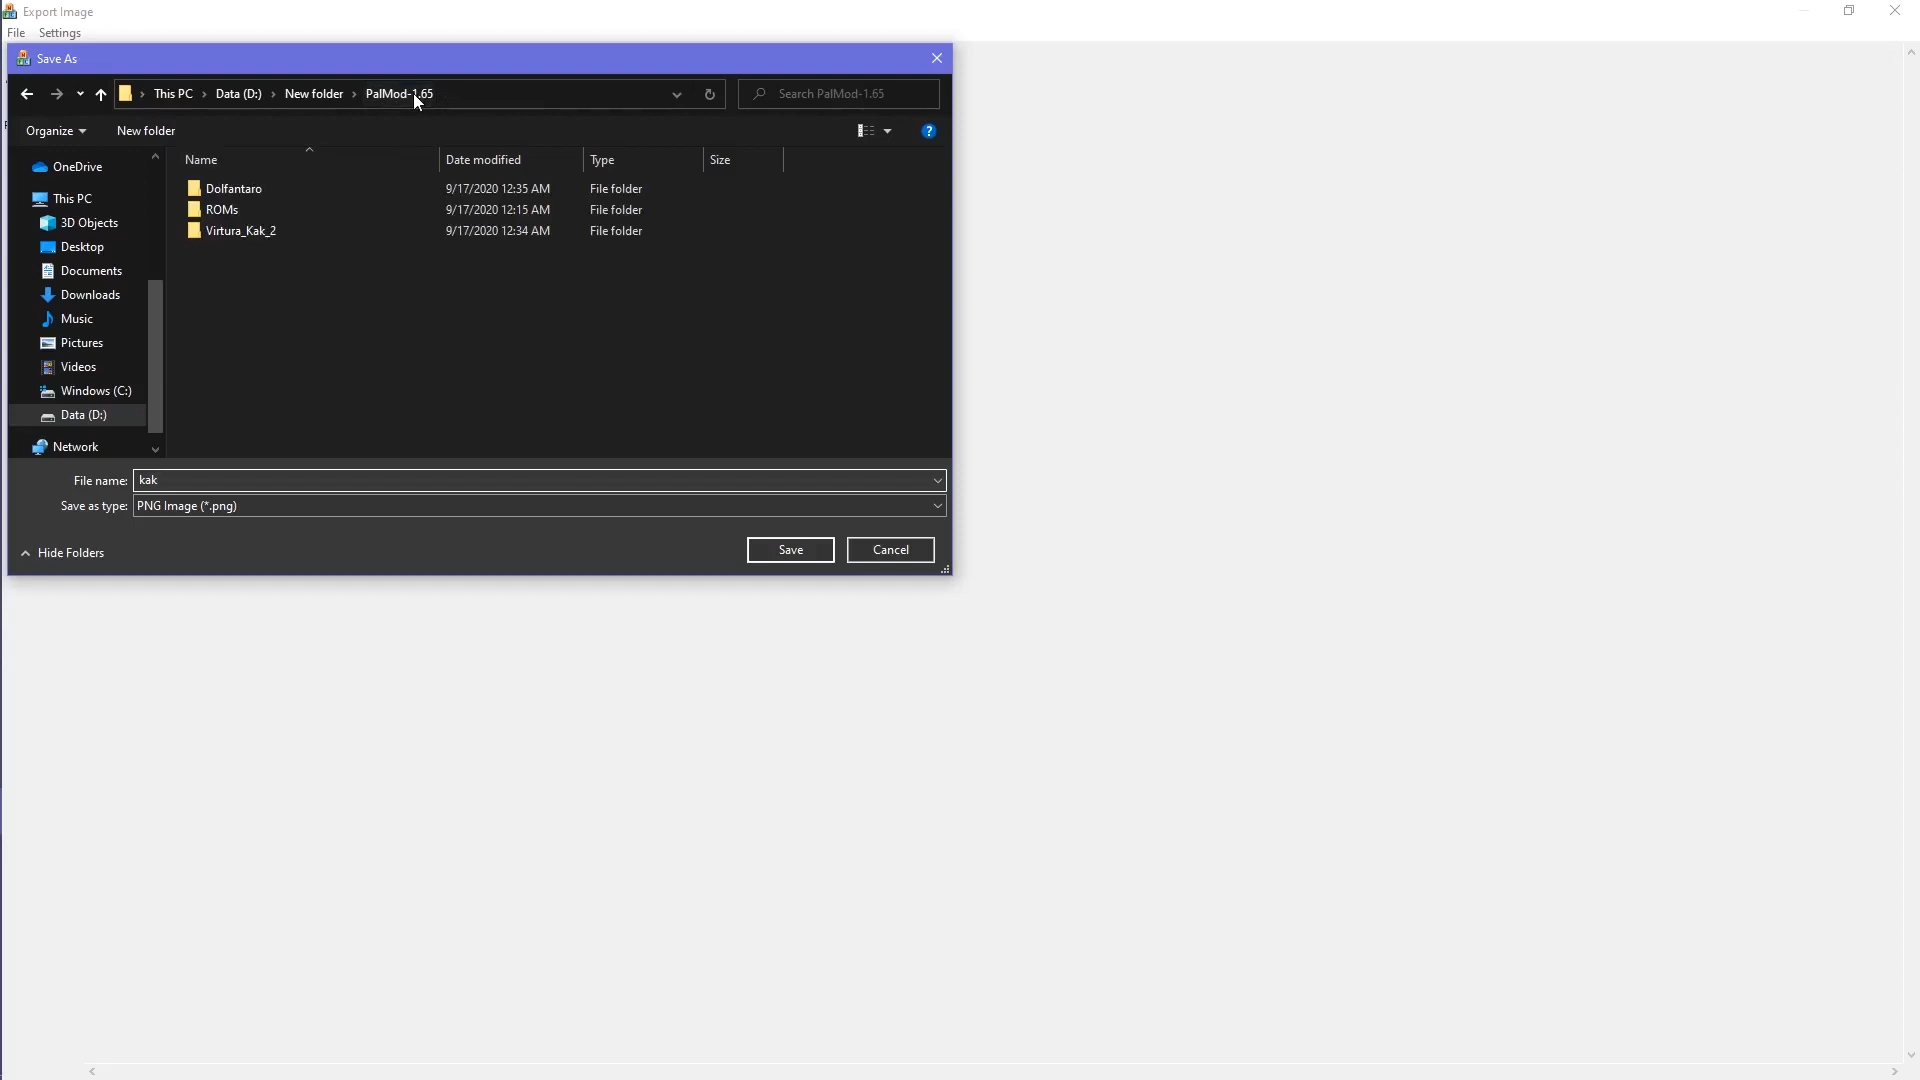 Export Image
File Settings
Save As
This PC Data (D:) New folder PalMod-1.65 Search PalMod-1.65
Organize New folder ?
OneDrive
This PC
3D Objects
Desktop
Documents
Downloads
Music
Pictures
Videos
Windows (C:)
Data (D:)
Network
Name Date modified Type Size
Dolfantaro 9/17/2020 12:35 AM File folder
ROMs 9/17/2020 12:15 AM File folder
Virtura_Kak_2 9/17/2020 12:34 AM File folder
File name: kak
Save as type: PNG Image (*.png)
Hide Folders Save Cancel